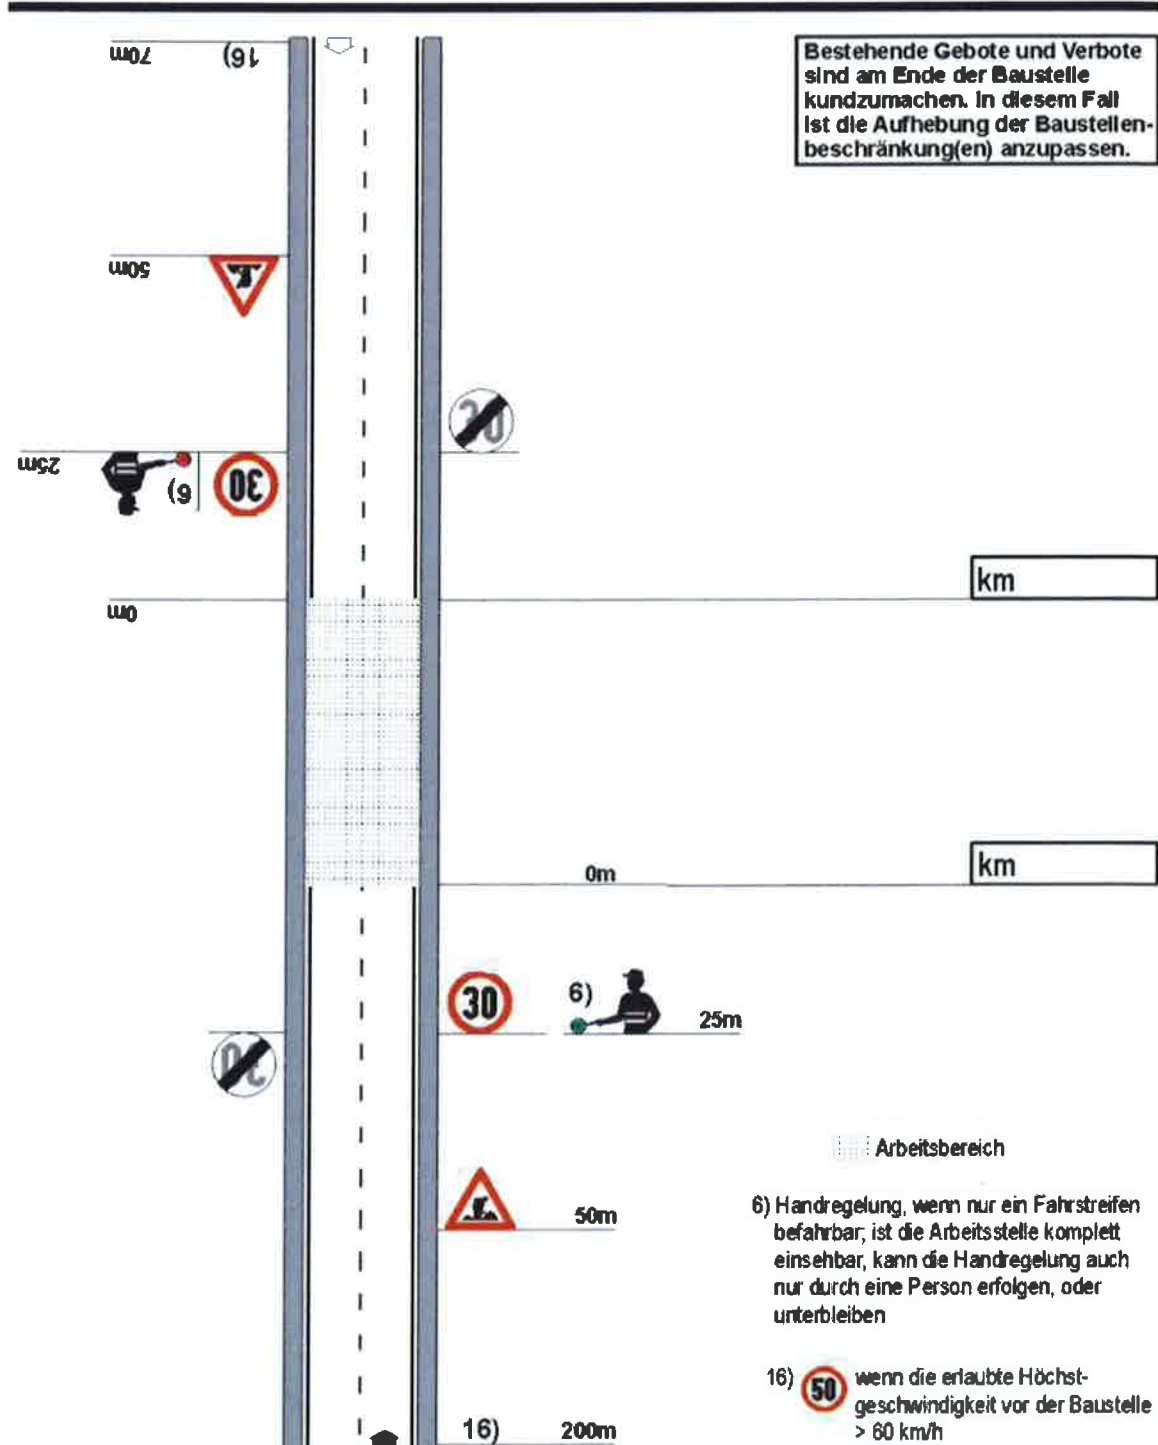 70m 16)
Bestehende Gebote und Verbote
sind am Ende der Baustelle
kundzumachen. In diesem Fall
ist die Aufhebung der Baustellen-
beschränkung(en) anzupassen.
50m
30
25m 6) 30
km
0m
0m km
30 6) 25m
30
Arbeitsbereich
50m
6) Handregelung, wenn nur ein Fahrstreifen
befahrbar; ist die Arbeitsstelle komplett
einsehbar, kann die Handregelung auch
nur durch eine Person erfolgen, oder
unterbleiben
16) 50 wenn die erlaubte Höchst-
geschwindigkeit vor der Baustelle
> 60 km/h
16) 200m